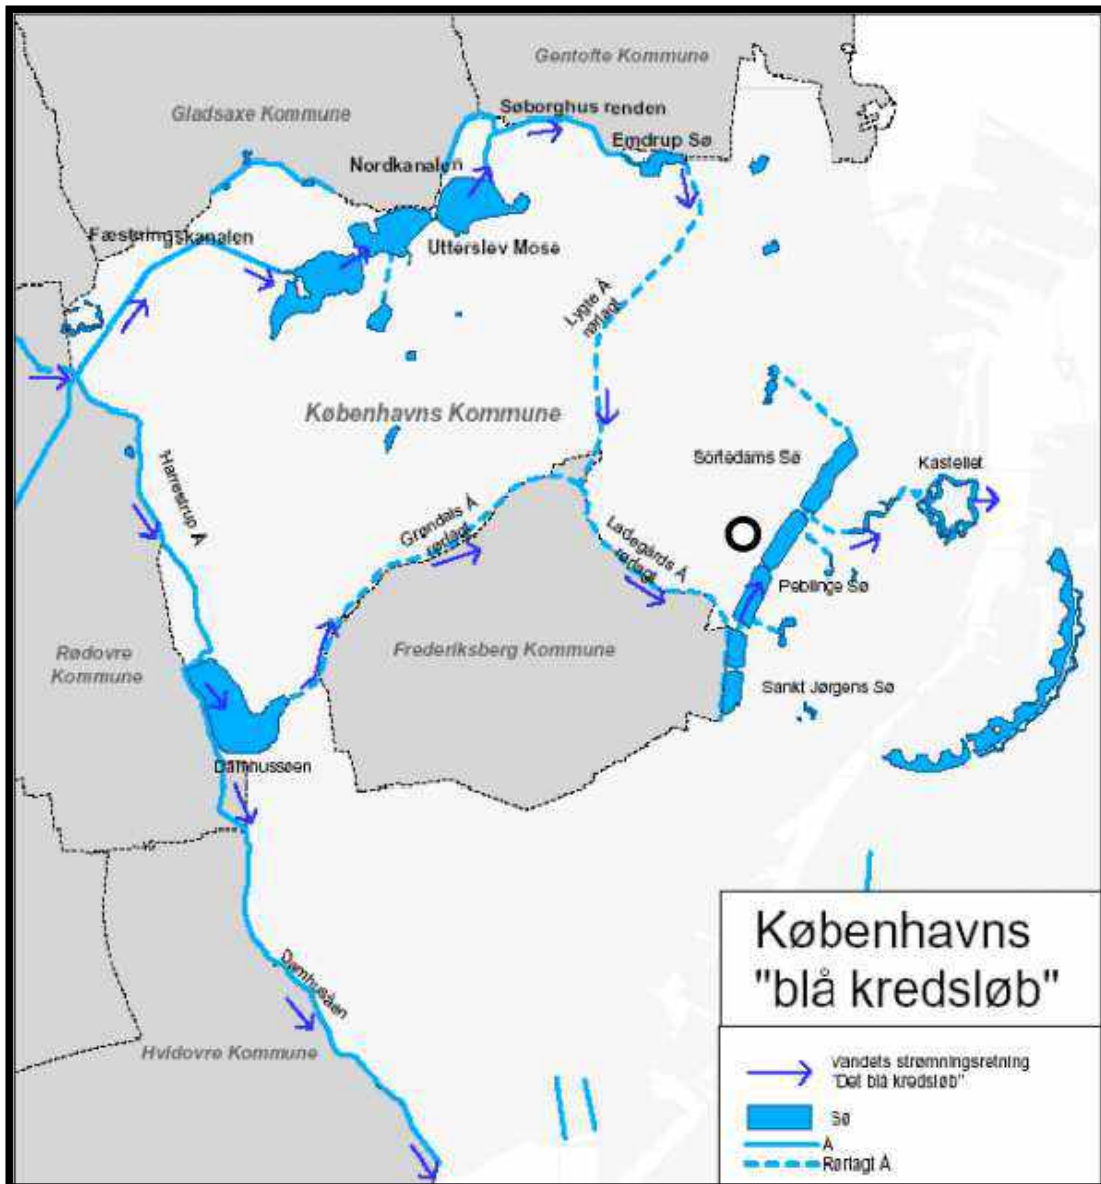 Gentofte Kommune
Gladsaxe Kommune
Søborghus renden
Emdrup Sø
Nordkanalen
Fæstningskanalen
Utterslev Mose
Lygte Å
rørlagt
Københavns Kommune
Sortedams Sø
Kastellet
Harrestrup Å
Grøndals Å
rørlagt
Ladegårds Å
rørlagt
Peblinge Sø
Rødovre
Kommune
Frederiksberg Kommune
Sankt Jørgens Sø
Damhussøen
Damhusåen
Hvidovre Kommune
Københavns
"blå kredsløb"
Vandets strømningsretning
"Det blå kredsløb"
Sø
Å
Rørlagt Å